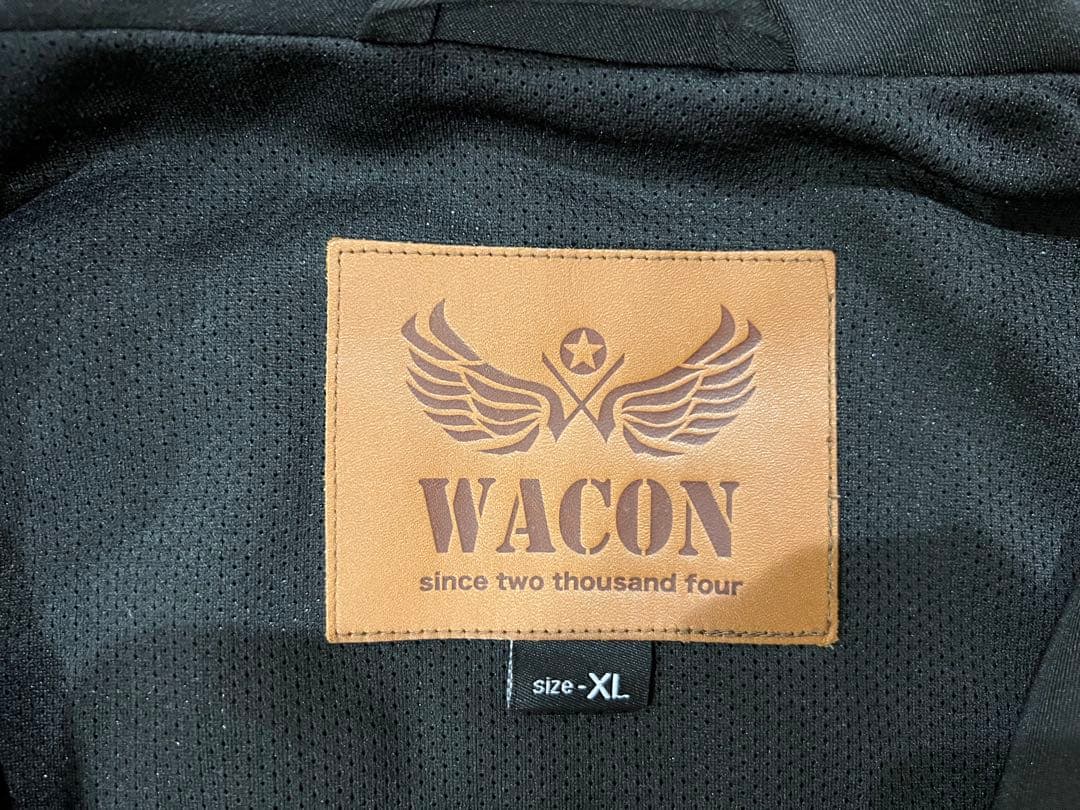 WACON
since two thousand four
size-XL